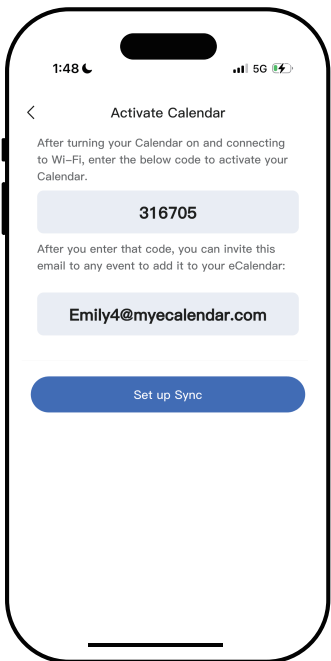 1:48 5G
Activate Calendar
After turning your Calendar on and connecting
to Wi-Fi, enter the below code to activate your
Calendar.
316705
After you enter that code, you can invite this
email to any event to add it to your eCalendar:
Emily4@myecalendar.com
Set up Sync